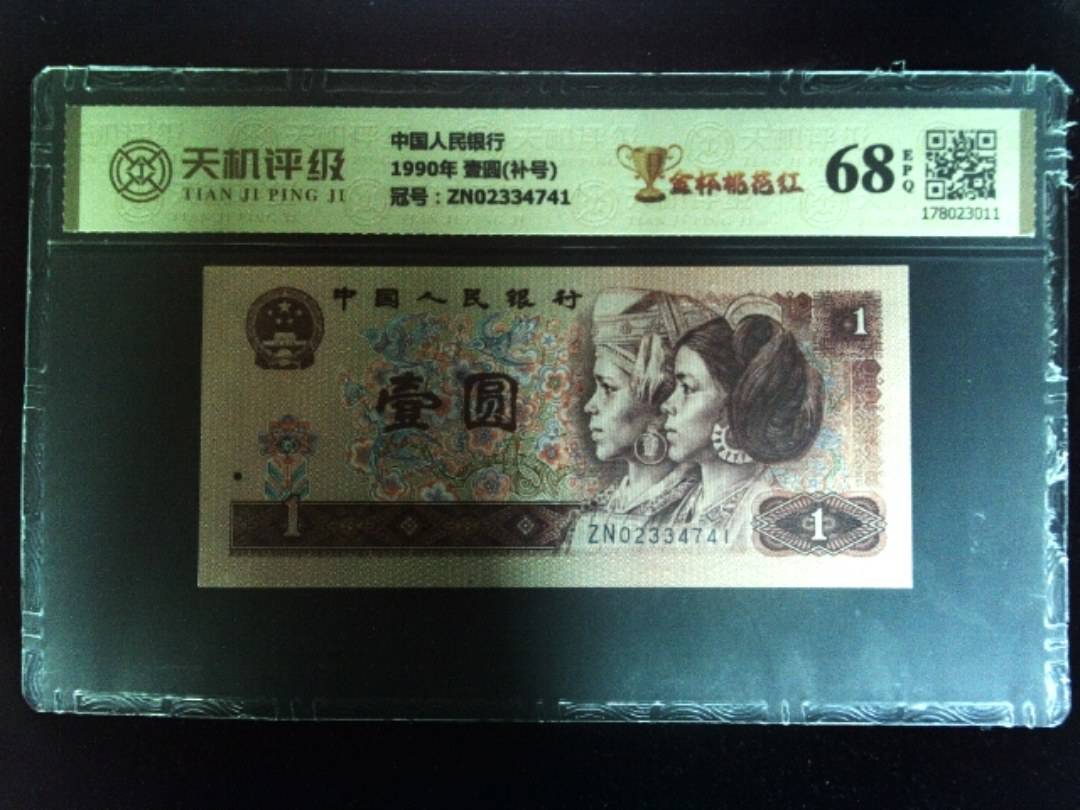 天机评级
TIAN JI PING JI
中国人民银行
1990年 壹圆(补号)
冠号：ZN02334741
金杯桃花红
68
EPQ
178023011
中国人民银行
1
壹圆
1
ZN02334741
1